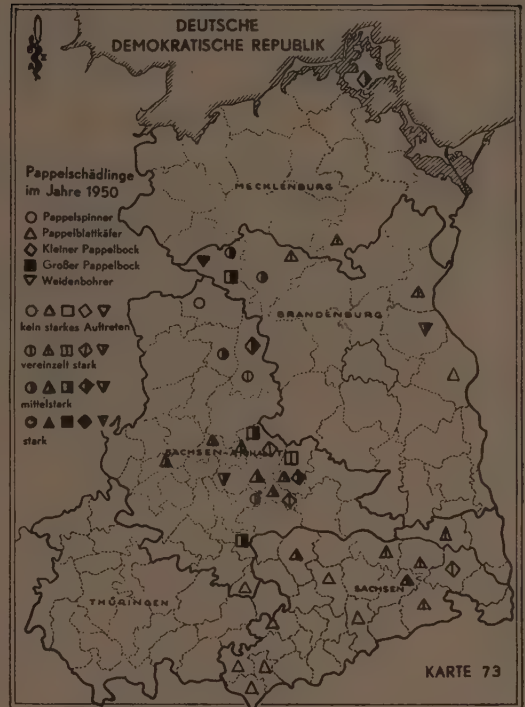 DEUTSCHE
DEMOKRATISCHE REPUBLIK
MECKLENBURG
Pappelschädlinge
im Jahre 1950
Pappelspinner
Pappelblattkäfer
Kleiner Pappelbock
Großer Pappelbock
Weidenbohrer
kein starkes Auftreten
vereinzelt stark
mittelstark
stark
BRANDENBURG
SACHSEN-ANHALT
SACHSEN
THÜRINGEN
KARTE 73